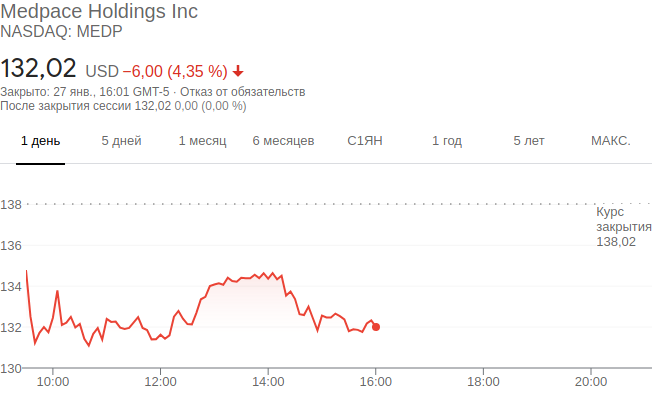 Medpace Holdings Inc
NASDAQ: MEDP
132,02 USD −6,00 (4,35 %)
Закрыто: 27 янв., 16:01 GMT-5 · Отказ от обязательств
После закрытия сессии 132,02 0,00 (0,00 %)
1 день 5 дней 1 месяц 6 месяцев С1ЯН 1 год 5 лет МАКС.
138
Курс
закрытия
138,02
136
134
132
130
10:00 12:00 14:00 16:00 18:00 20:00